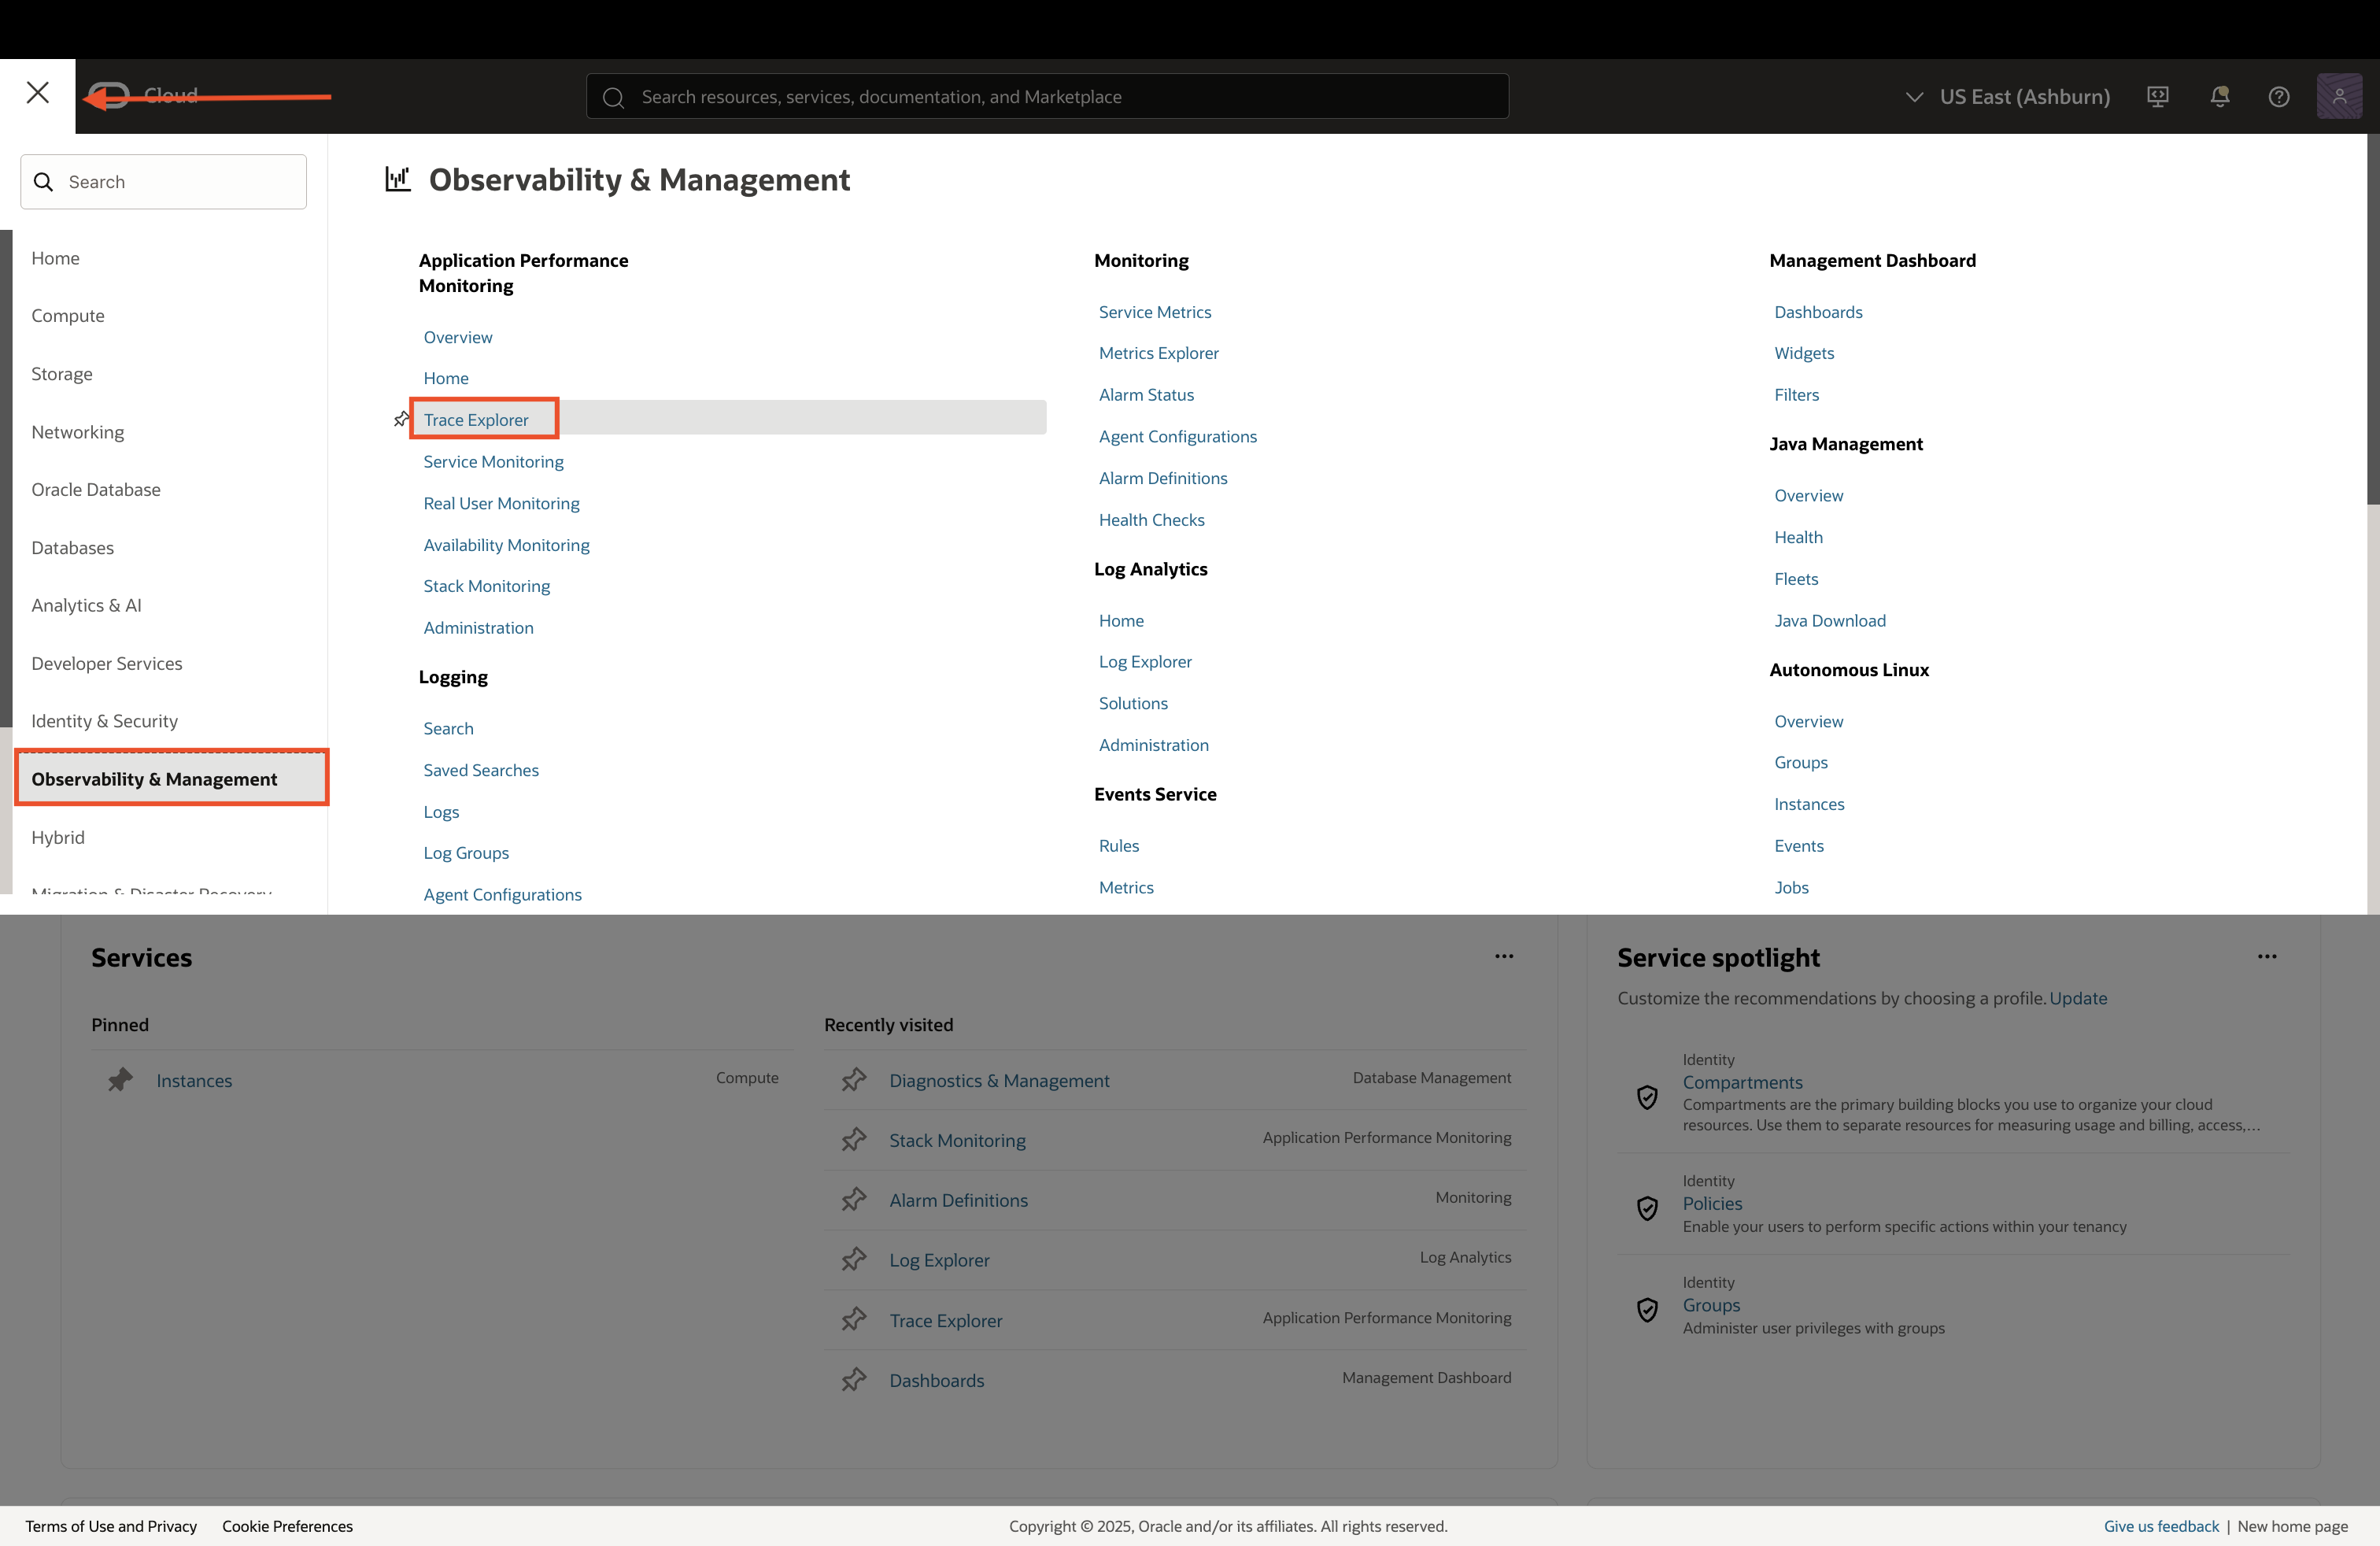 Cloud
Search resources, services, documentation, and Marketplace
US East (Ashburn)
Search
Home
Compute
Storage
Networking
Oracle Database
Databases
Analytics & AI
Developer Services
Identity & Security
Observability & Management
Hybrid
Migration & Disaster Recovery
Observability & Management
Application Performance
Monitoring
Overview
Home
Trace Explorer
Service Monitoring
Real User Monitoring
Availability Monitoring
Stack Monitoring
Administration
Logging
Search
Saved Searches
Logs
Log Groups
Agent Configurations
Monitoring
Service Metrics
Metrics Explorer
Alarm Status
Agent Configurations
Alarm Definitions
Health Checks
Log Analytics
Home
Log Explorer
Solutions
Administration
Events Service
Rules
Metrics
Management Dashboard
Dashboards
Widgets
Filters
Java Management
Overview
Health
Fleets
Java Download
Autonomous Linux
Overview
Groups
Instances
Events
Jobs
Services
Pinned
Instances Compute
Recently visited
Diagnostics & Management Database Management
Stack Monitoring Application Performance Monitoring
Alarm Definitions Monitoring
Log Explorer Log Analytics
Trace Explorer Application Performance Monitoring
Dashboards Management Dashboard
Service spotlight
Customize the recommendations by choosing a profile. Update
Identity
Compartments
Compartments are the primary building blocks you use to organize your cloud
resources. Use them to separate resources for measuring usage and billing, access,...
Identity
Policies
Enable your users to perform specific actions within your tenancy
Identity
Groups
Administer user privileges with groups
Terms of Use and Privacy Cookie Preferences
Copyright © 2025, Oracle and/or its affiliates. All rights reserved.
Give us feedback | New home page